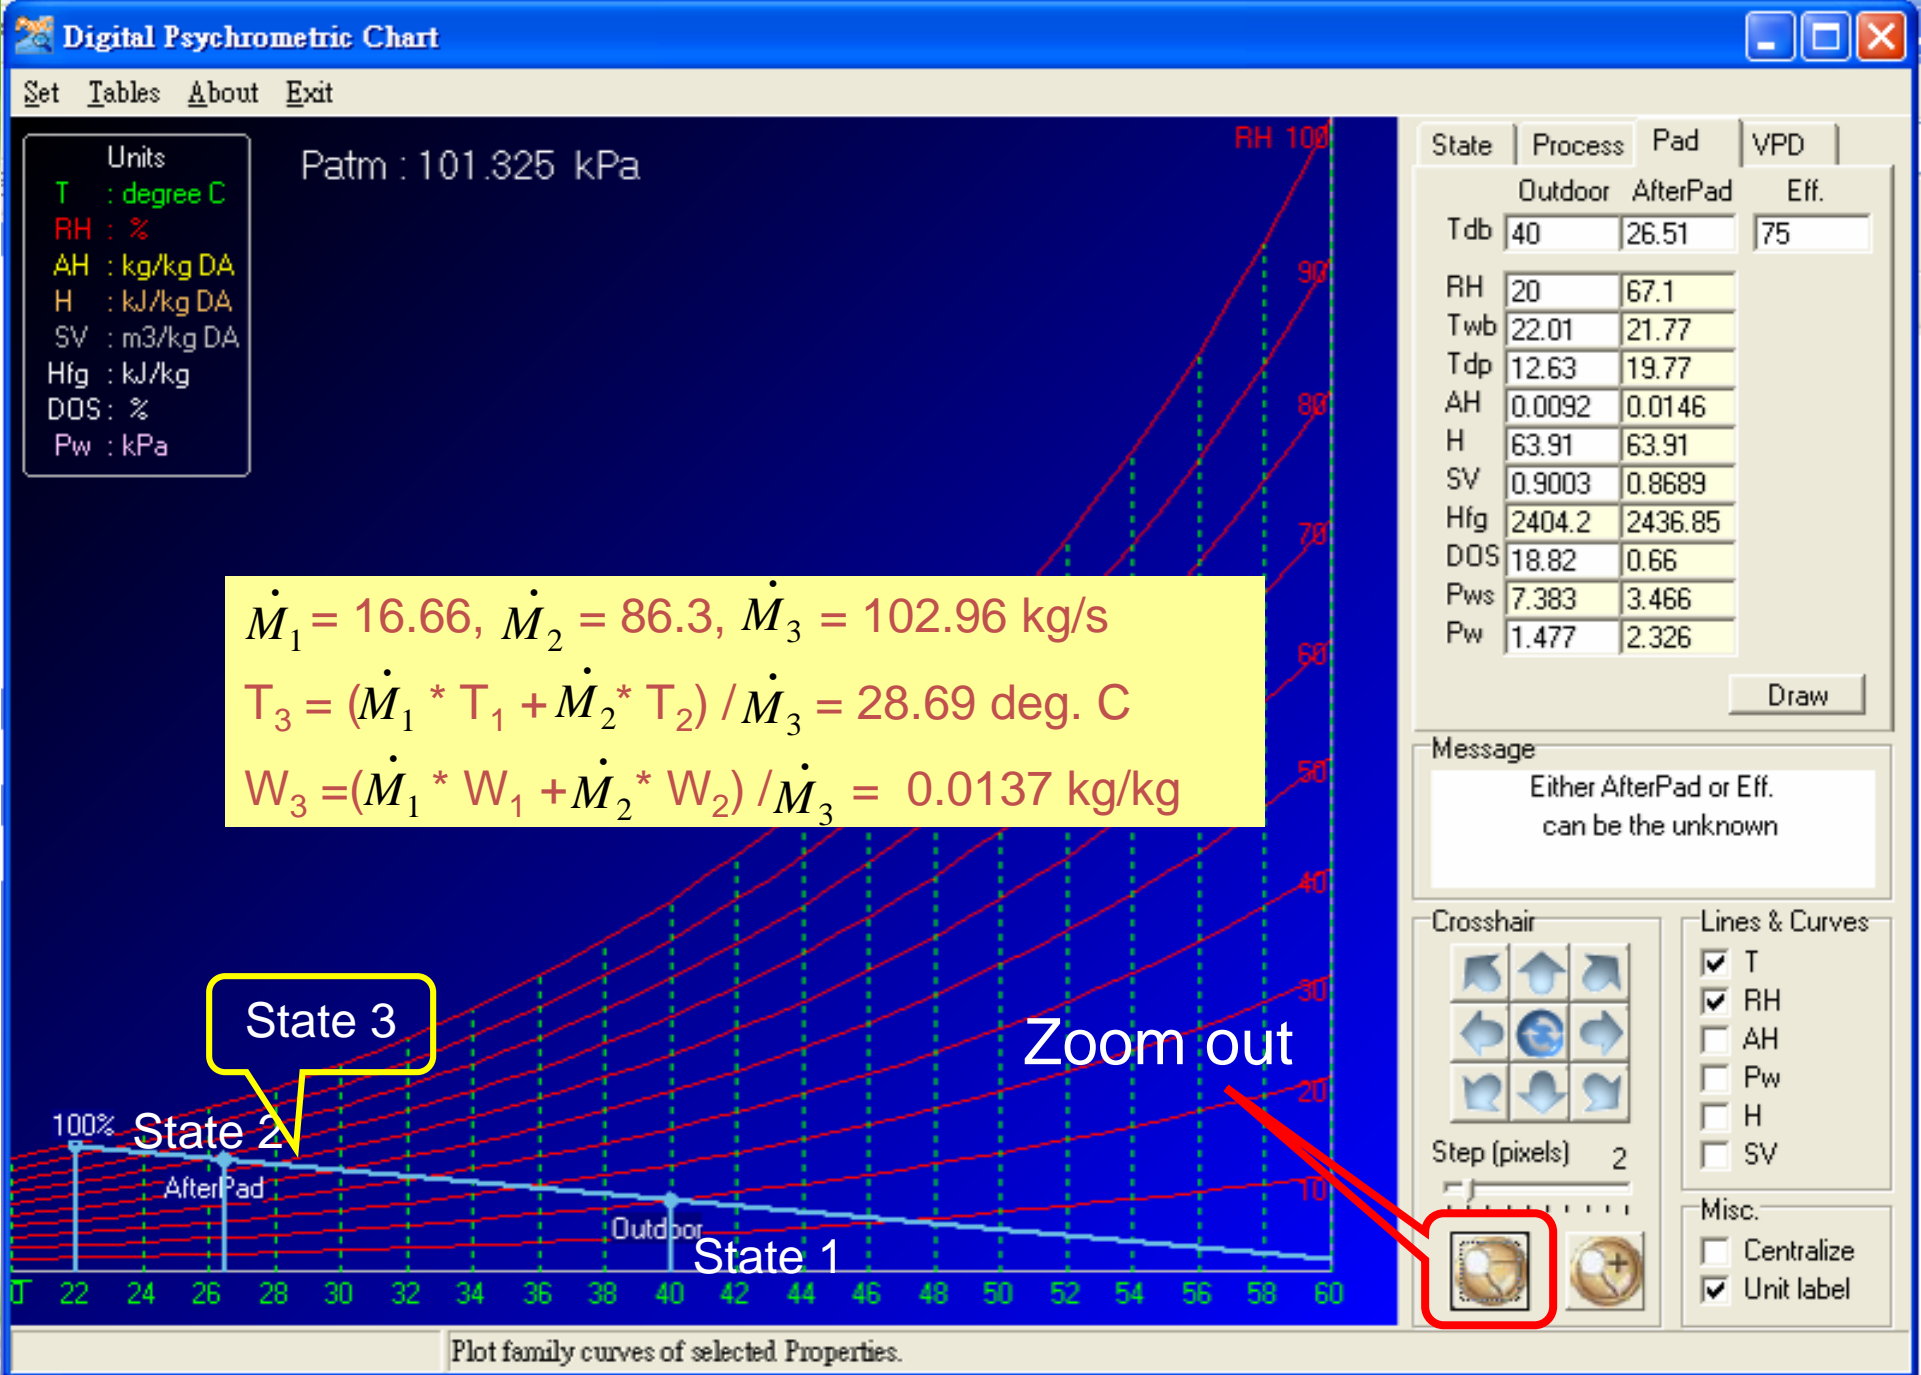 Digital Psychrometric Chart
Set Tables About Exit
Units
T : degree C
RH : %
AH : kg/kg DA
H : kJ/kg DA
SV : m3/kg DA
Hfg : kJ/kg
DOS : %
Pw : kPa
Patm : 101.325 kPa
RH 100
90
80
70
60
50
40
30
20
10
Ṁ₁ = 16.66, Ṁ₂ = 86.3, Ṁ₃ = 102.96 kg/s
T₃ = (Ṁ₁ * T₁ + Ṁ₂ * T₂) / Ṁ₃ = 28.69 deg. C
W₃ =(Ṁ₁ * W₁ + Ṁ₂ * W₂) / Ṁ₃ = 0.0137 kg/kg
State 3
Zoom out
100%
State 2
AfterPad
Outdoor
State 1
T 22 24 26 28 30 32 34 36 38 40 42 44 46 48 50 52 54 56 58 60
State Process Pad VPD
Outdoor AfterPad Eff.
Tdb 40 26.51 75
RH 20 67.1
Twb 22.01 21.77
Tdp 12.63 19.77
AH 0.0092 0.0146
H 63.91 63.91
SV 0.9003 0.8689
Hfg 2404.2 2436.85
DOS 18.82 0.66
Pws 7.383 3.466
Pw 1.477 2.326
Draw
Message
Either AfterPad or Eff.
can be the unknown
Crosshair
Step (pixels) 2
Lines & Curves
T
RH
AH
Pw
H
SV
Misc.
Centralize
Unit label
Plot family curves of selected Properties.